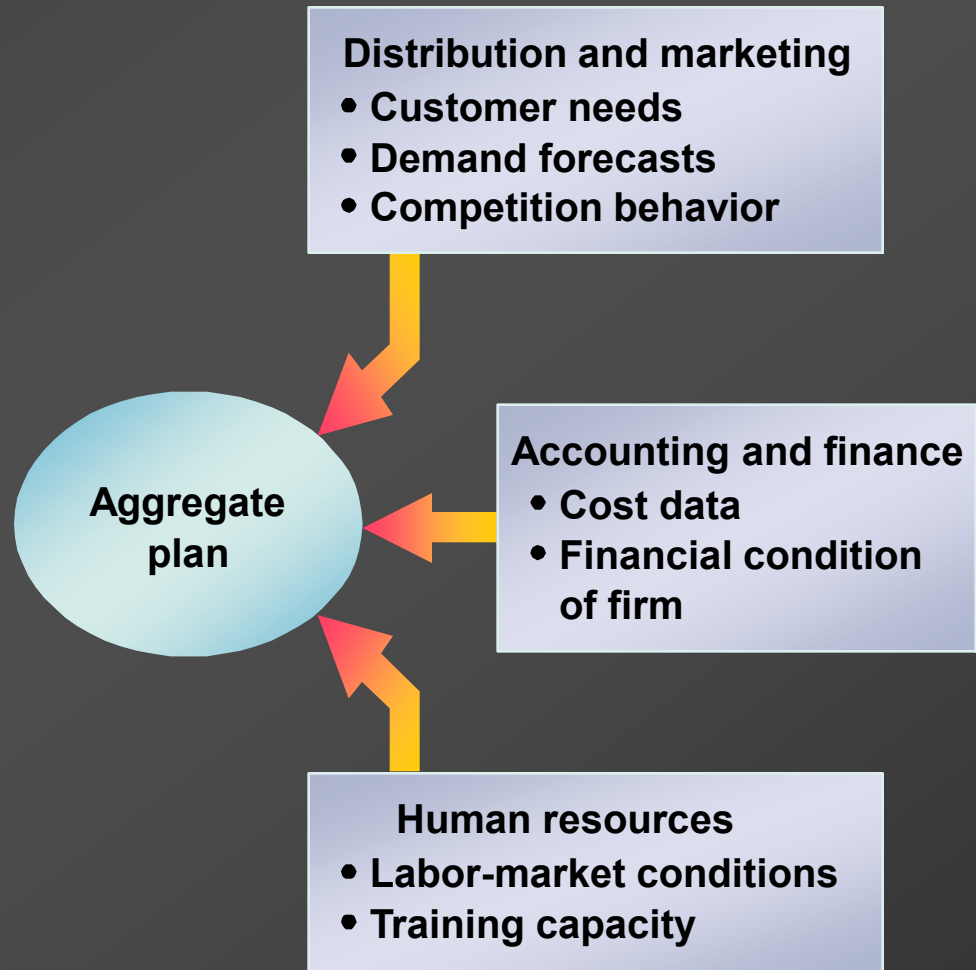 Distribution and marketing
• Customer needs
• Demand forecasts
• Competition behavior
Aggregate
plan
Accounting and finance
• Cost data
• Financial condition
of firm
Human resources
• Labor-market conditions
• Training capacity